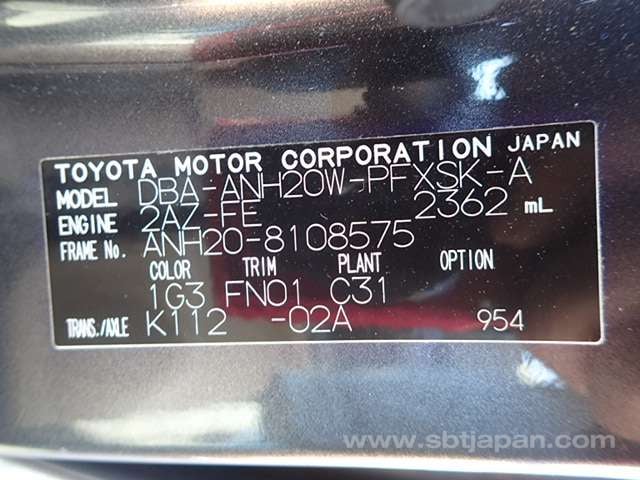 TOYOTA MOTOR CORPORATION JAPAN
MODEL DBA-ANH20W-PFXSK-A
ENGINE 2AZ-FE 2362 mL
FRAME No. ANH20-8108575
COLOR TRIM PLANT OPTION
1G3 FN01 C31
TRANS./AXLE K112 -02A 954
www.sbtjapan.com
SBT